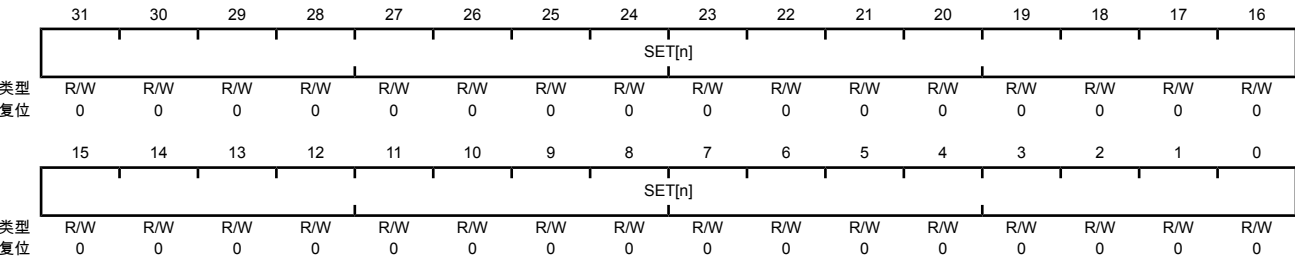 31 30 29 28 27 26 25 24 23 22 21 20 19 18 17 16
SET[n]
类型 R/W R/W R/W R/W R/W R/W R/W R/W R/W R/W R/W R/W R/W R/W R/W R/W
复位 0 0 0 0 0 0 0 0 0 0 0 0 0 0 0 0
15 14 13 12 11 10 9 8 7 6 5 4 3 2 1 0
SET[n]
类型 R/W R/W R/W R/W R/W R/W R/W R/W R/W R/W R/W R/W R/W R/W R/W R/W
复位 0 0 0 0 0 0 0 0 0 0 0 0 0 0 0 0